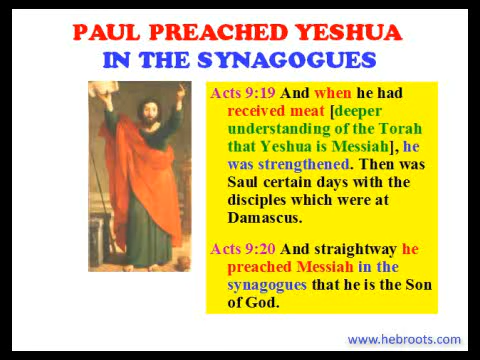 PAUL PREACHED YESHUA
IN THE SYNAGOGUES
Acts 9:19 And when he had
received meat [deeper
understanding of the Torah
that Yeshua is Messiah], he
was strengthened. Then was
Saul certain days with the
disciples which were at
Damascus.
Acts 9:20 And straightway he
preached Messiah in the
synagogues that he is the Son
of God.
www.hebroots.com